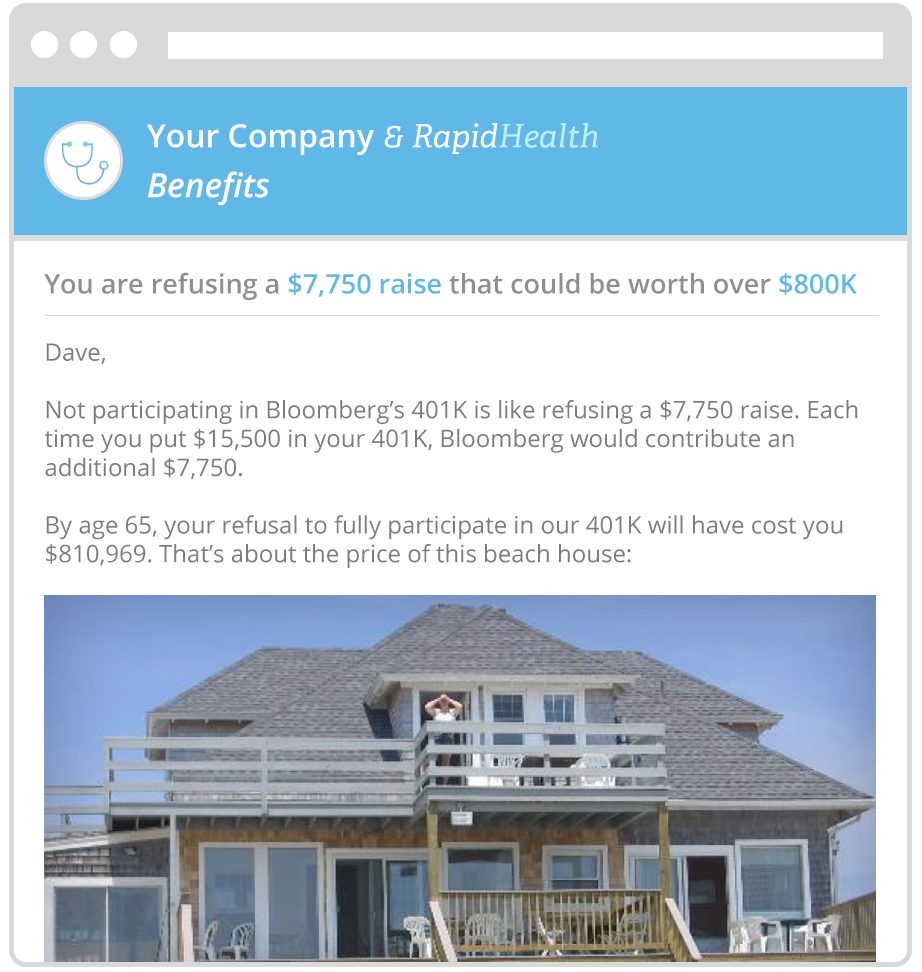 Your Company & RapidHealth
Benefits
You are refusing a $7,750 raise that could be worth over $800K
Dave,
Not participating in Bloomberg’s 401K is like refusing a $7,750 raise. Each
time you put $15,500 in your 401K, Bloomberg would contribute an
additional $7,750.
By age 65, your refusal to fully participate in our 401K will have cost you
$810,969. That’s about the price of this beach house: